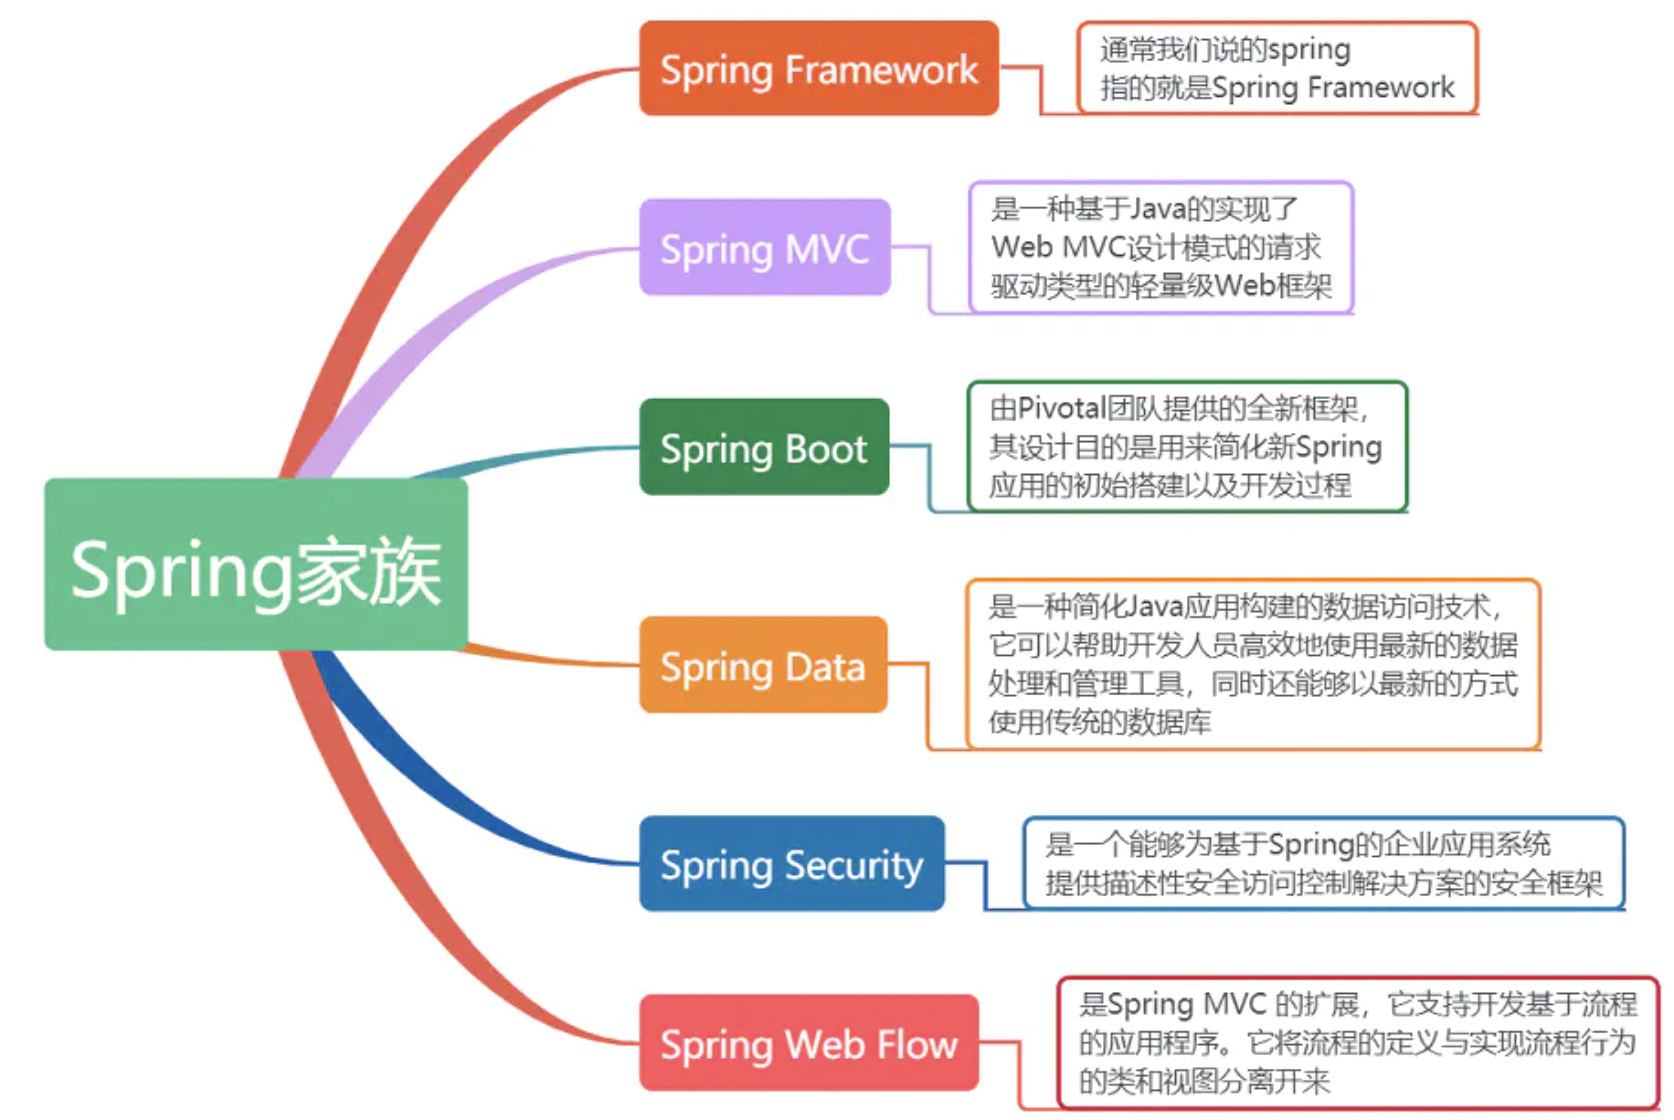 Spring家族
Spring Framework
通常我们说的spring
指的就是Spring Framework
Spring MVC
是一种基于Java的实现了
Web MVC设计模式的请求
驱动类型的轻量级Web框架
Spring Boot
由Pivotal团队提供的全新框架，
其设计目的是用来简化新Spring
应用的初始搭建以及开发过程
Spring Data
是一种简化Java应用构建的数据访问技术，
它可以帮助开发人员高效地使用最新的数据
处理和管理工具，同时还能够以最新的方式
使用传统的数据库
Spring Security
是一个能够为基于Spring的企业应用系统
提供描述性安全访问控制解决方案的安全框架
Spring Web Flow
是Spring MVC 的扩展，它支持开发基于流程
的应用程序。它将流程的定义与实现流程行为
的类和视图分离开来